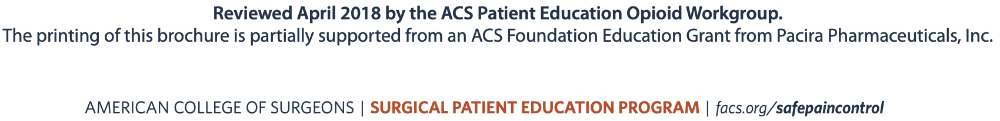 Reviewed April 2018 by the ACS Patient Education Opioid Workgroup.
The printing of this brochure is partially supported from an ACS Foundation Education Grant from Pacira Pharmaceuticals, Inc.
AMERICAN COLLEGE OF SURGEONS | SURGICAL PATIENT EDUCATION PROGRAM | facs.org/safepaincontrol